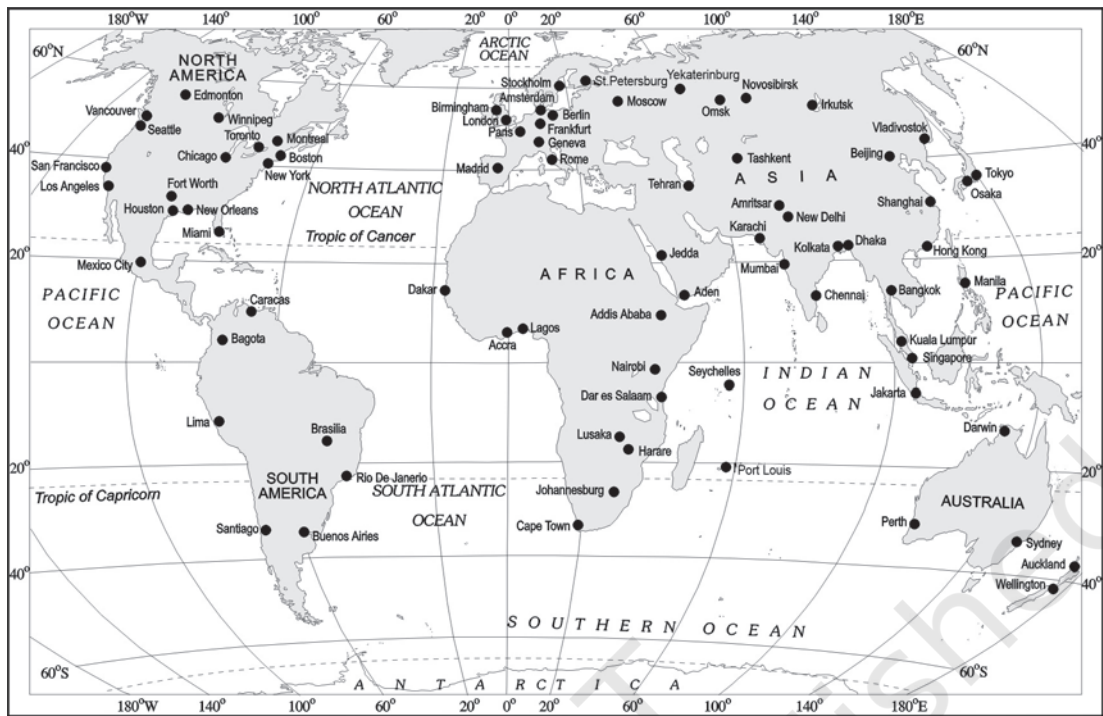 180°W 140° 100° 60° 20° 0° 20° 60° 100° 140° 180°E
60°N
ARCTIC
OCEAN
60°N
NORTH
AMERICA
Edmonton
Vancouver
Seattle
Winnipeg
Toronto
Montreal
Chicago
Boston
New York
40°
San Francisco
Los Angeles
Fort Worth
Houston
New Orleans
Miami
NORTH ATLANTIC
OCEAN
Tropic of Cancer
20°
Mexico City
PACIFIC
OCEAN
Caracas
Bagota
Lima
Brasilia
SOUTH
AMERICA
Rio De Janerio
20°
Tropic of Capricorn
SOUTH ATLANTIC
OCEAN
Santiago
Buenos Airies
40°
60°S
Stockholm
St.Petersburg
Yekaterinburg
Novosibirsk
Amsterdam
Birmingham
London
Berlin
Moscow
Omsk
Irkutsk
Paris
Frankfurt
Geneva
Vladivostok
Madrid
Rome
Tashkent
Beijing
40°
Tehran
ASIA
Tokyo
Osaka
Amritsar
New Delhi
Shanghai
Karachi
Kolkata
Dhaka
Hong Kong
20°
AFRICA
Jedda
Mumbai
Dakar
Aden
Chennai
Bangkok
Manila
PACIFIC
OCEAN
Addis Ababa
Accra
Lagos
Kuala Lumpur
Singapore
Nairobi
Seychelles
INDIAN
OCEAN
Dar es Salaam
Jakarta
Lusaka
Harare
Darwin
Port Louis
20°
Johannesburg
AUSTRALIA
Cape Town
Perth
Sydney
Auckland
Wellington
40°
SOUTHERN OCEAN
60°S
ANTARCTICA
180°W 140° 100° 60° 20° 0° 20° 60° 100° 140° 180°E